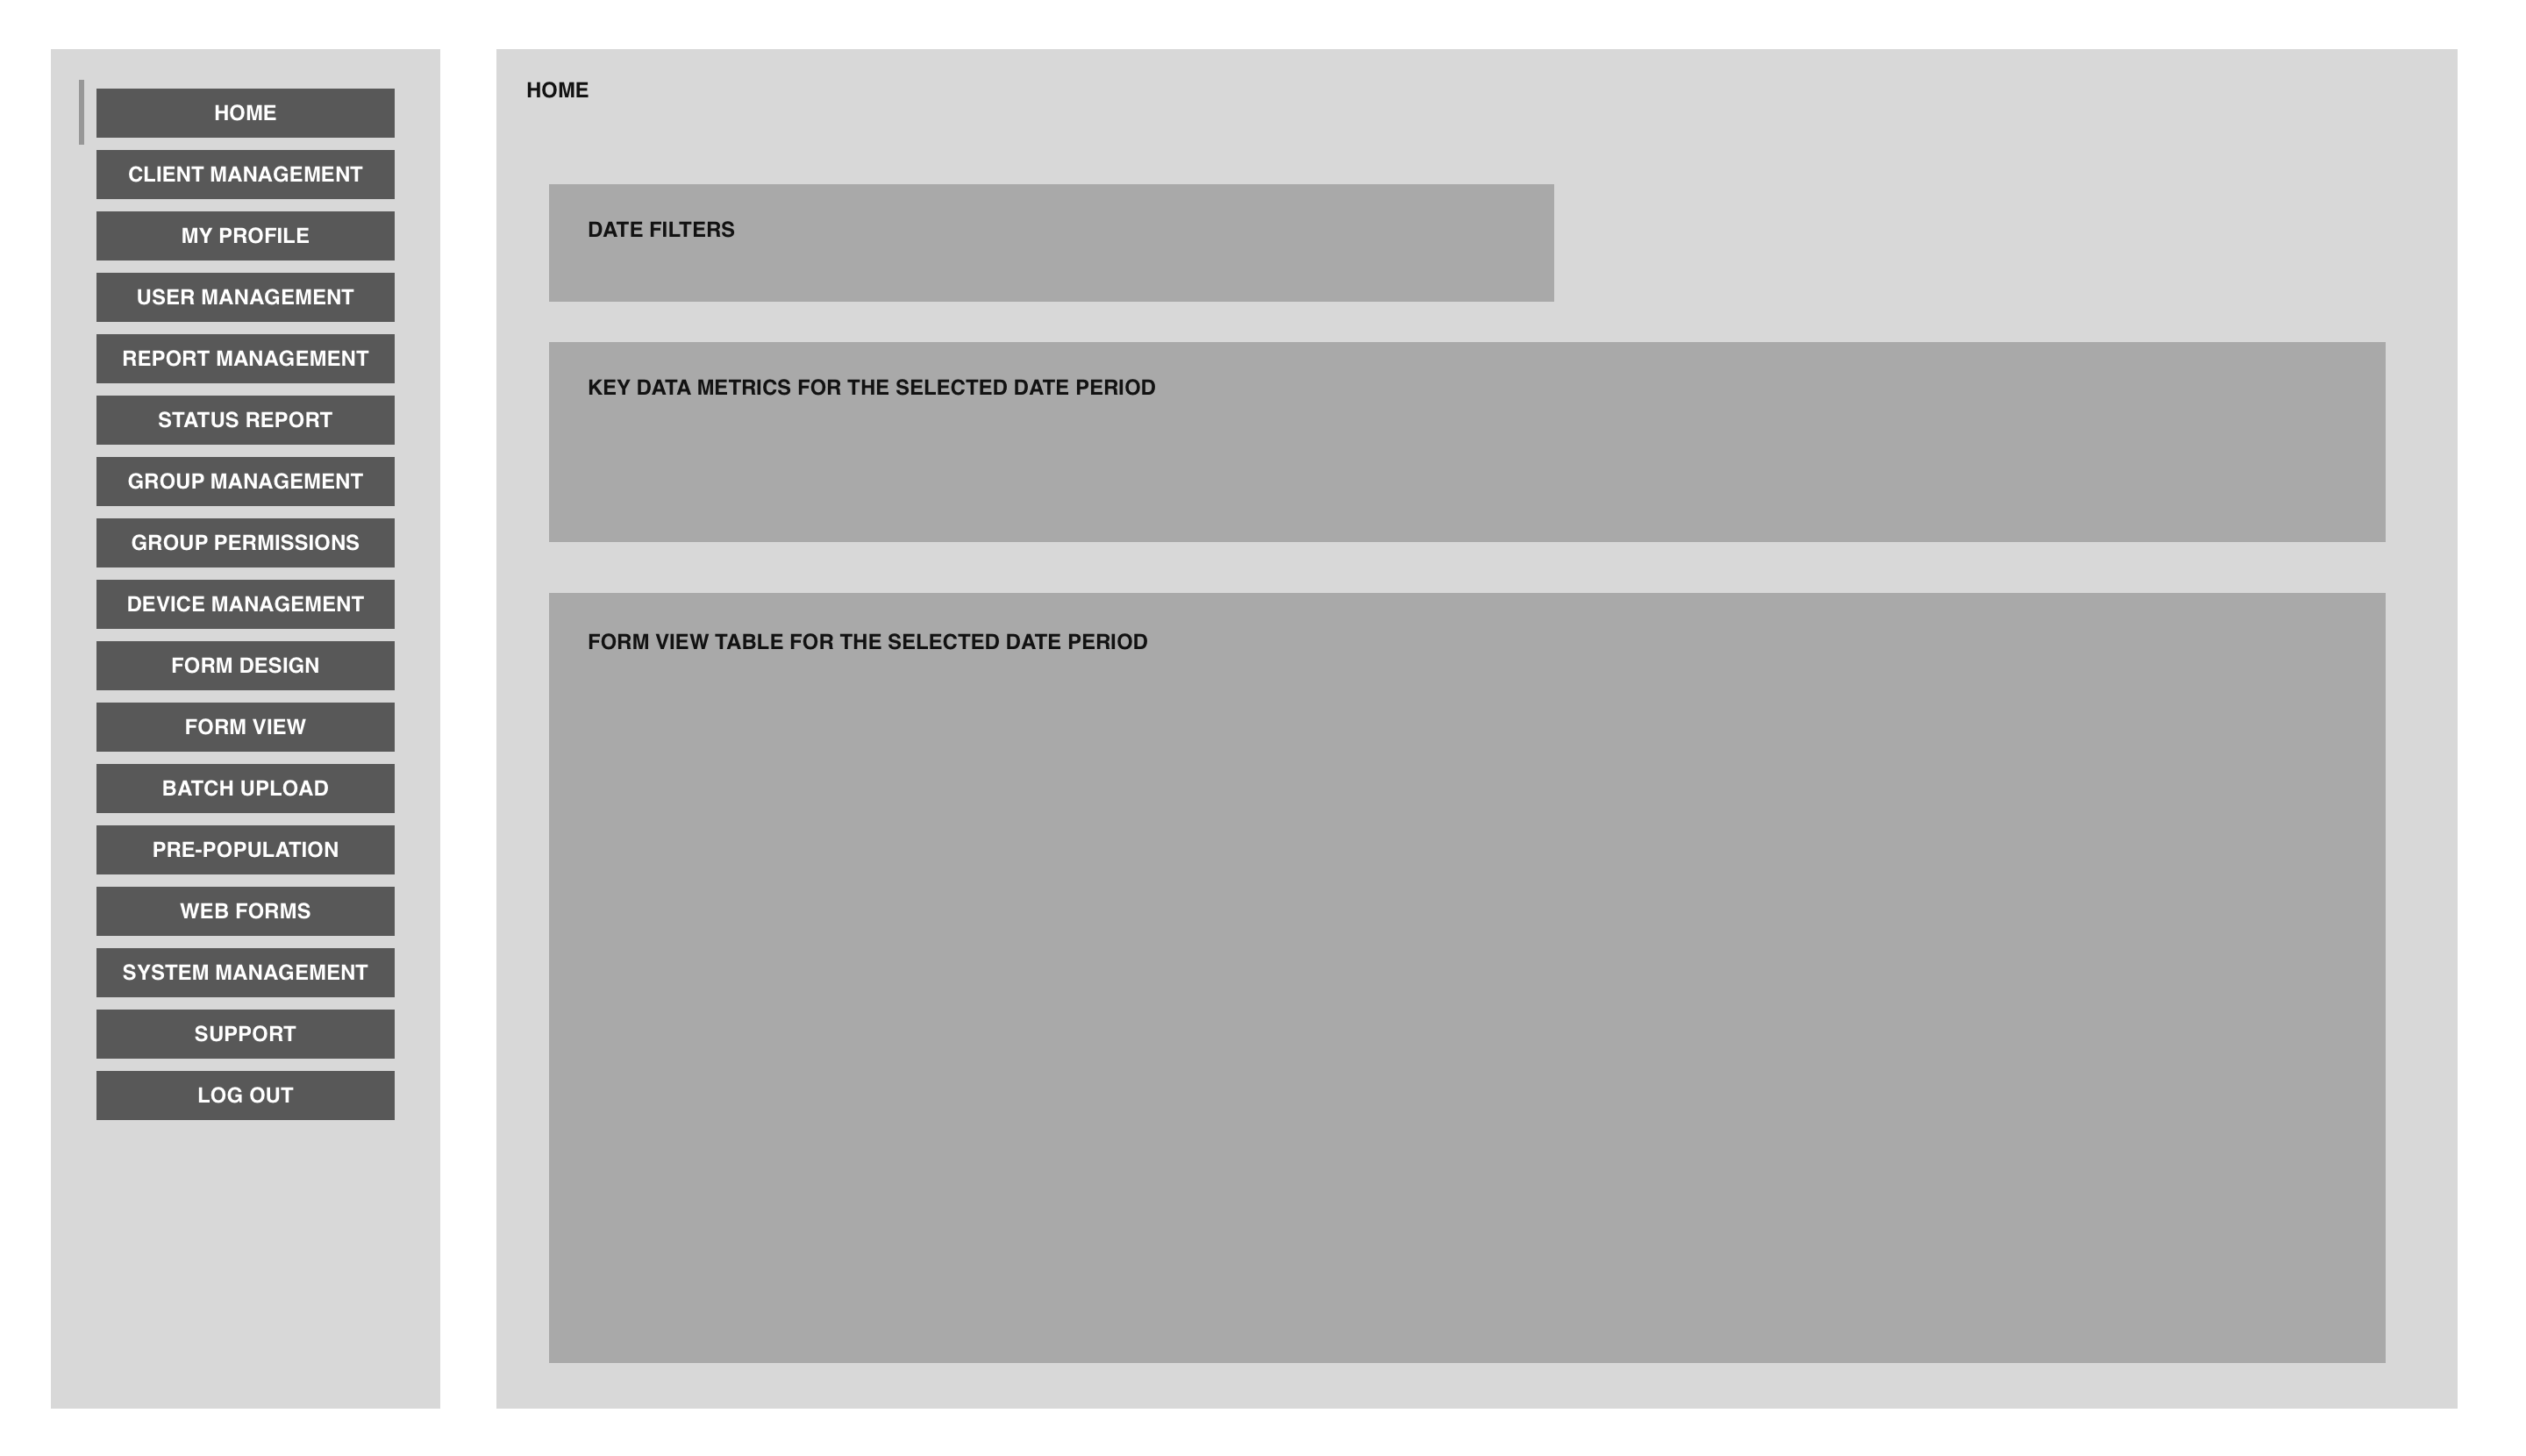 HOME
CLIENT MANAGEMENT
MY PROFILE
USER MANAGEMENT
REPORT MANAGEMENT
STATUS REPORT
GROUP MANAGEMENT
GROUP PERMISSIONS
DEVICE MANAGEMENT
FORM DESIGN
FORM VIEW
BATCH UPLOAD
PRE-POPULATION
WEB FORMS
SYSTEM MANAGEMENT
SUPPORT
LOG OUT
HOME
DATE FILTERS
KEY DATA METRICS FOR THE SELECTED DATE PERIOD
FORM VIEW TABLE FOR THE SELECTED DATE PERIOD